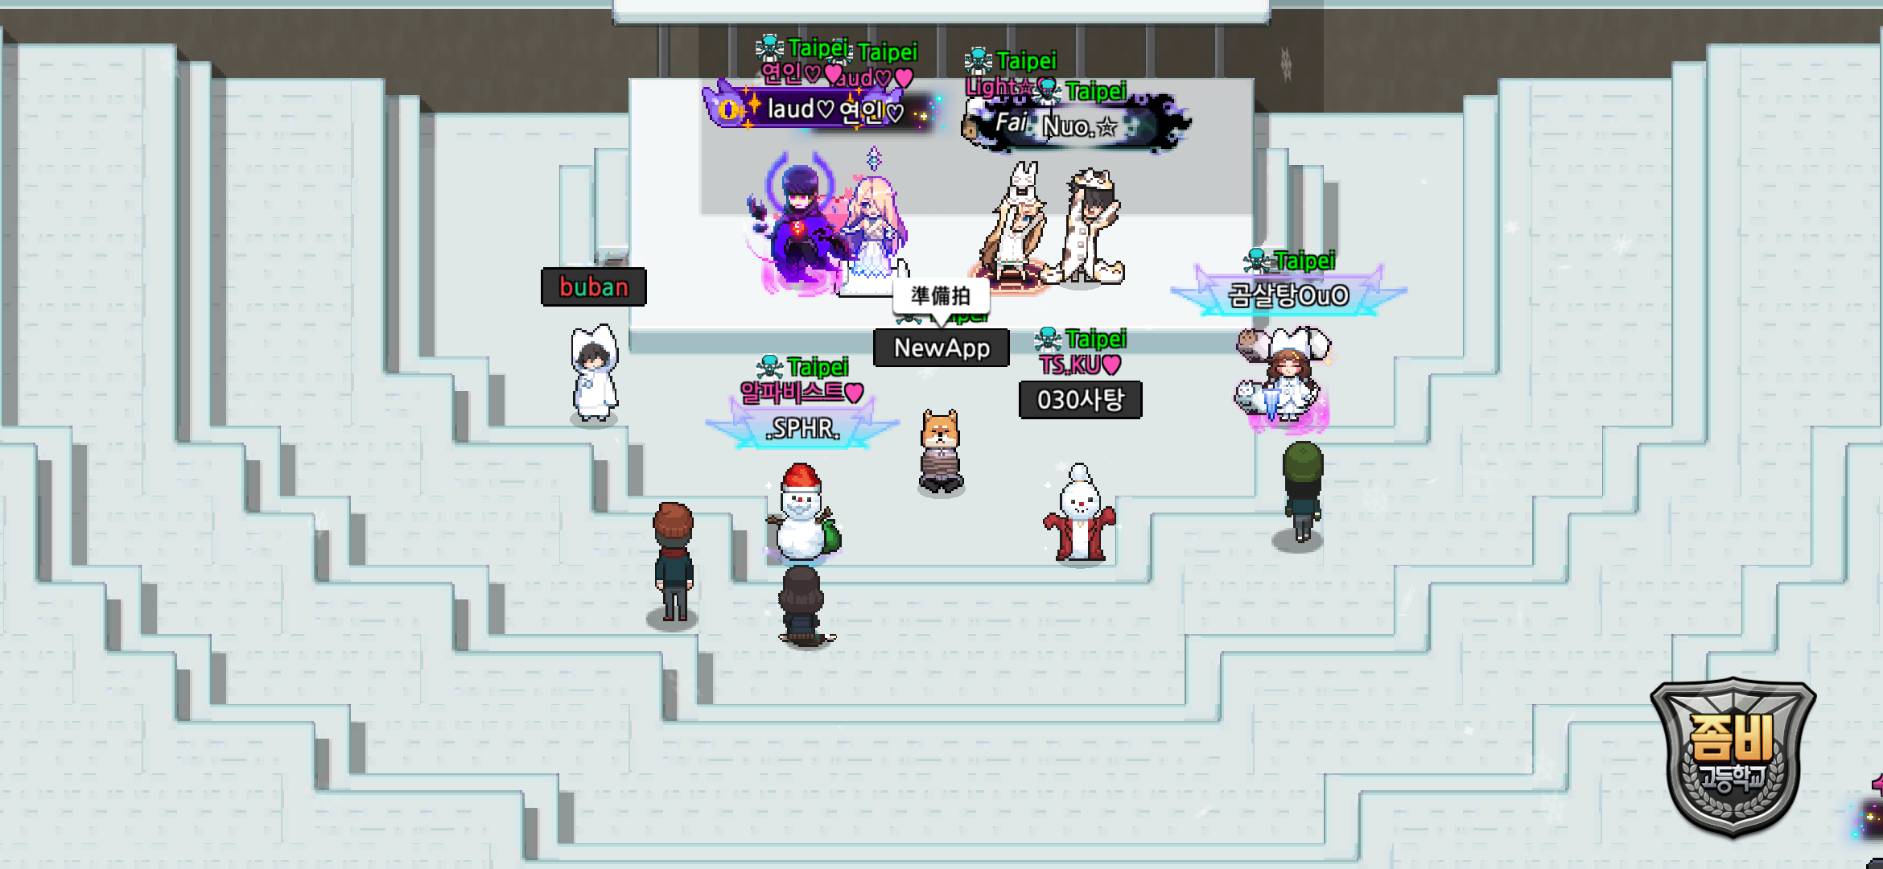 Taipei
Taipei
연인♡♥
aud♡♥
laud♡
연인♡
Taipei
Light☆
Taipei
Fai
Nuo.☆
buban
準備拍
NewApp
Taipei
곰살탕OuO
Taipei
알파비스트♥
.SPHR.
Taipei
TS.KU♥
030사탕
좀비
고등학교